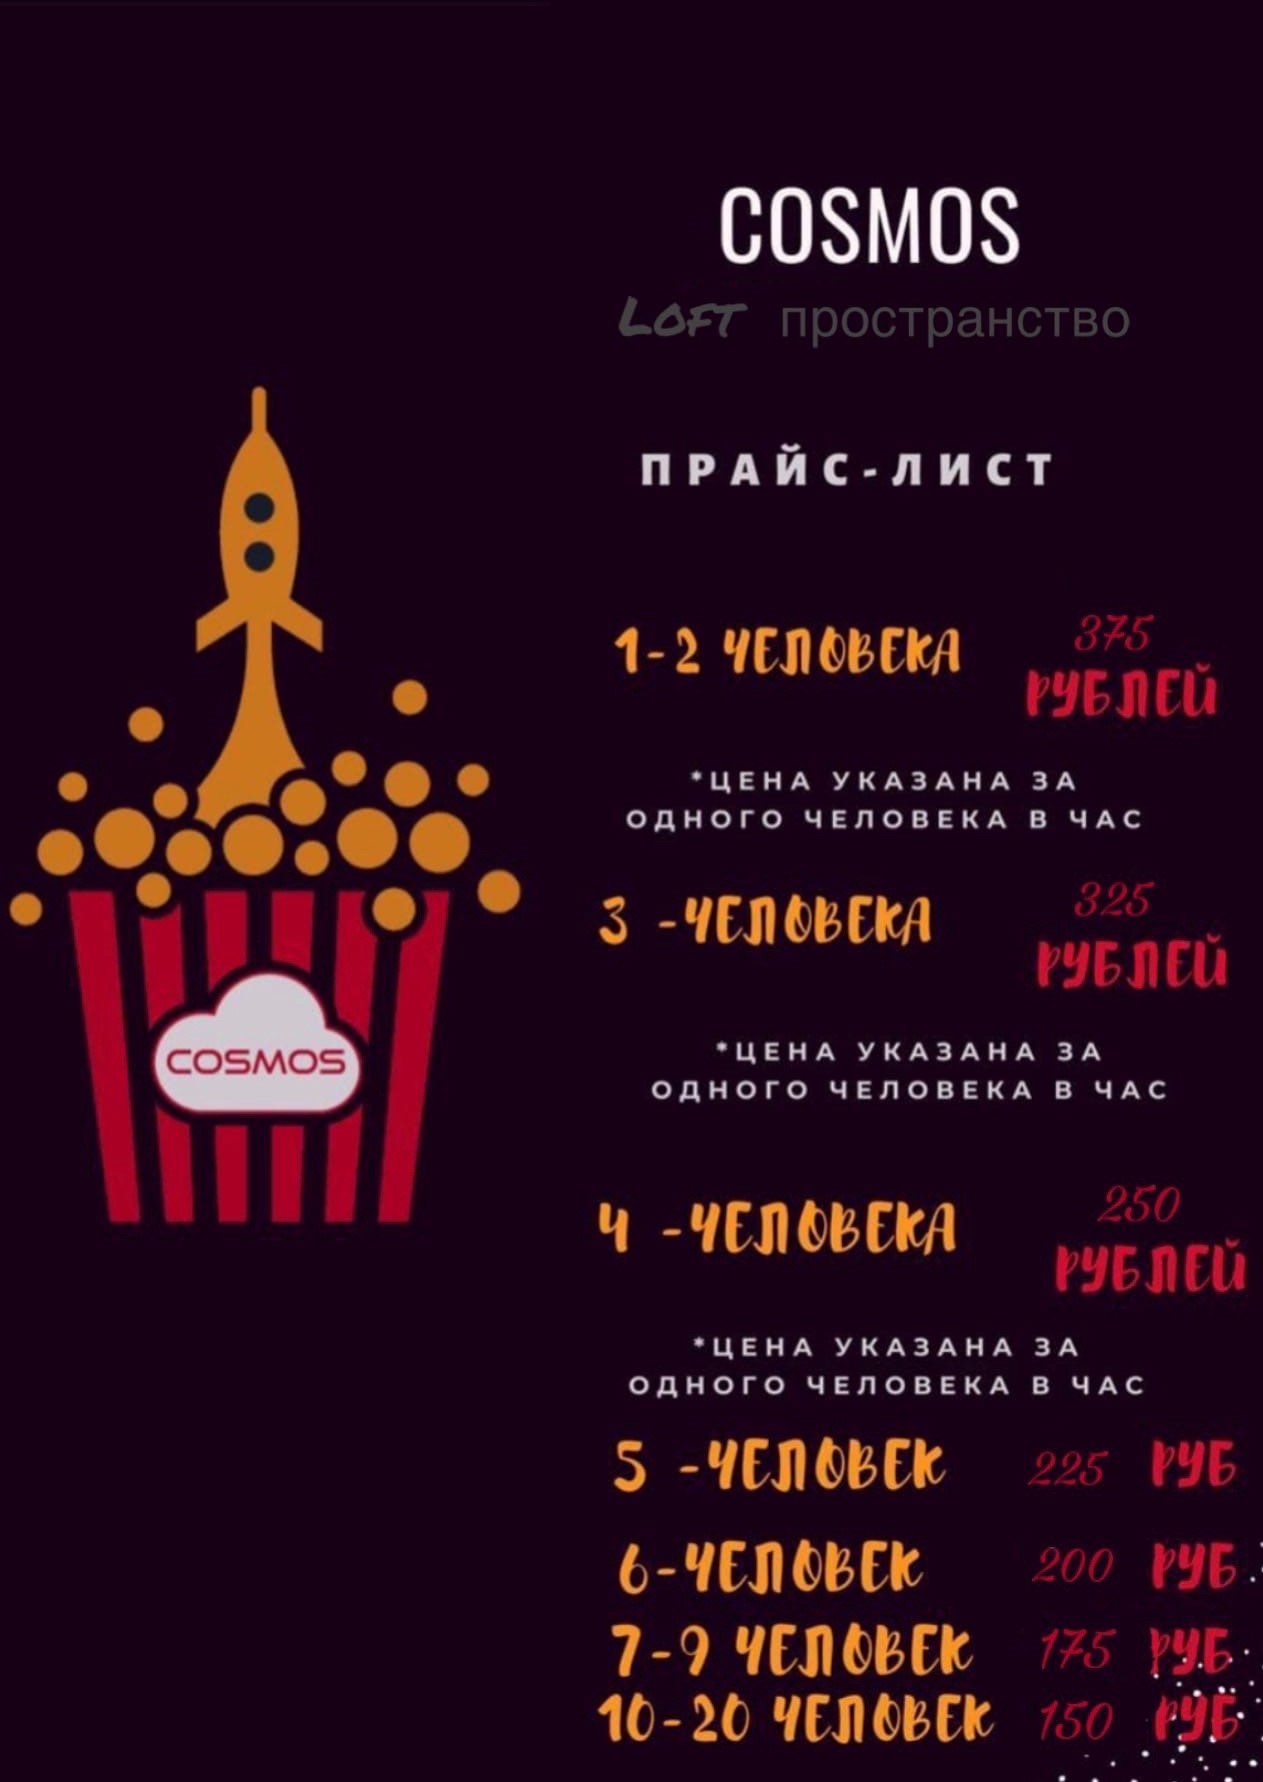 COSMOS
LOFT пространство
ПРАЙС-ЛИСТ
1-2 ЧЕЛОВЕКА 375
РУБЛЕЙ
*ЦЕНА УКАЗАНА ЗА
ОДНОГО ЧЕЛОВЕКА В ЧАС
3 -ЧЕЛОВЕКА 325
РУБЛЕЙ
*ЦЕНА УКАЗАНА ЗА
ОДНОГО ЧЕЛОВЕКА В ЧАС
COSMOS
4 -ЧЕЛОВЕКА 250
РУБЛЕЙ
*ЦЕНА УКАЗАНА ЗА
ОДНОГО ЧЕЛОВЕКА В ЧАС
5 -ЧЕЛОВЕК 225 РУБ
6-ЧЕЛОВЕК 200 РУБ
7-9 ЧЕЛОВЕК 175 РУБ
10-20 ЧЕЛОВЕК 150 РУБ